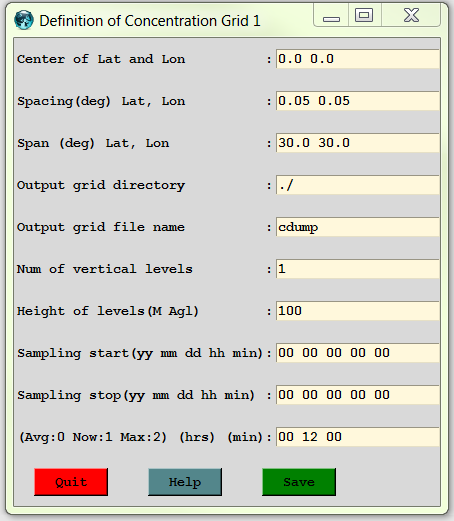 Definition of Concentration Grid 1
Center of Lat and Lon : 0.0 0.0
Spacing(deg) Lat, Lon : 0.05 0.05
Span (deg) Lat, Lon : 30.0 30.0
Output grid directory : ./
Output grid file name : cdump
Num of vertical levels : 1
Height of levels(M Agl) : 100
Sampling start(yy mm dd hh min): 00 00 00 00 00
Sampling stop(yy mm dd hh min) : 00 00 00 00 00
(Avg:0 Now:1 Max:2) (hrs) (min): 00 12 00
Quit Help Save